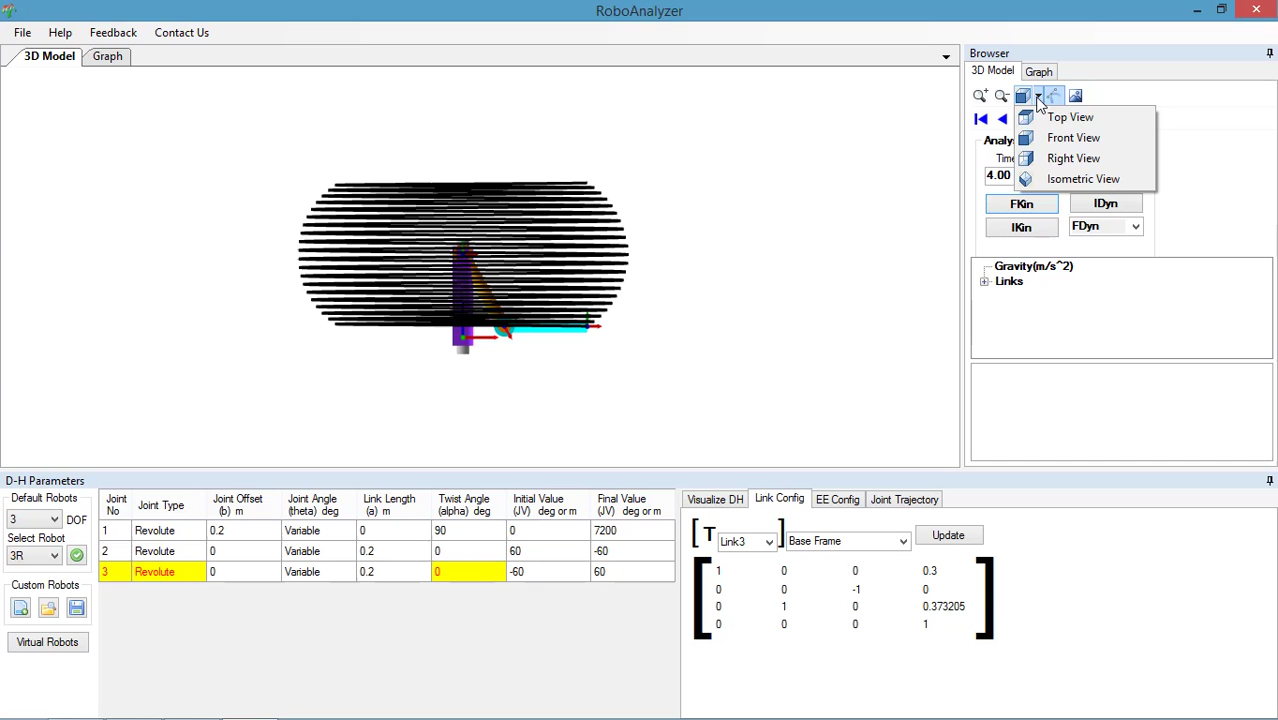 RoboAnalyzer
File Help Feedback Contact Us
3D Model Graph
Browser
3D Model Graph
Top View
Front View
Right View
Isometric View
Analys
Time
4.00
FKin IDyn
IKin FDyn
Gravity(m/s^2)
Links
D-H Parameters
Default Robots
3 DOF
Select Robot
3R
Custom Robots
Virtual Robots
Joint No Joint Type Joint Offset (b) m Joint Angle (theta) deg Link Length (a) m Twist Angle (alpha) deg Initial Value (JV) deg or m Final Value (JV) deg or m
1 Revolute 0.2 Variable 0 90 0 7200
2 Revolute 0 Variable 0.2 0 60 -60
3 Revolute 0 Variable 0.2 0 -60 60
Visualize DH Link Config EE Config Joint Trajectory
[T Link3 ] Base Frame Update
1 0 0 0.3
0 0 -1 0
0 1 0 0.373205
0 0 0 1